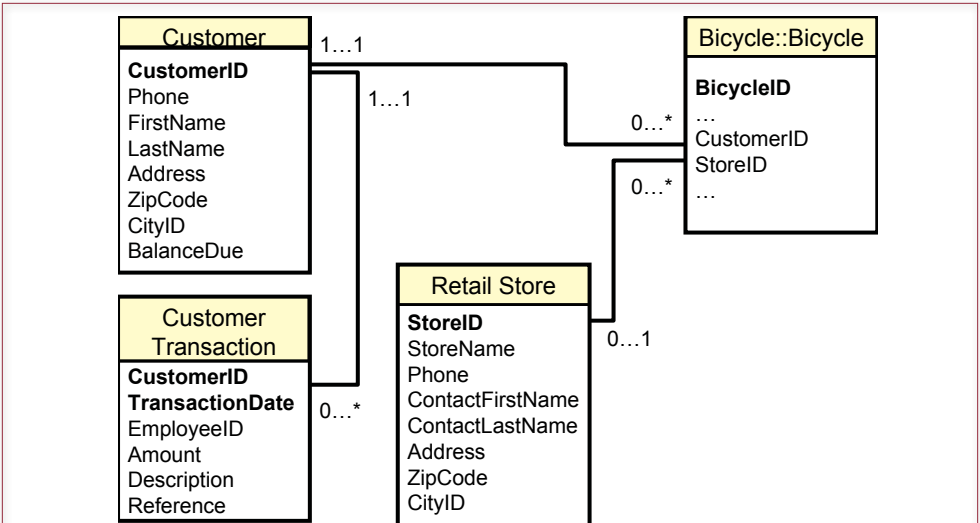 Customer
CustomerID
Phone
FirstName
LastName
Address
ZipCode
CityID
BalanceDue
1…1
1…1
Bicycle::Bicycle
BicycleID
…
CustomerID
StoreID
…
0…*
0…*
Customer
Transaction
CustomerID
TransactionDate
EmployeeID
Amount
Description
Reference
0…*
Retail Store
StoreID
StoreName
Phone
ContactFirstName
ContactLastName
Address
ZipCode
CityID
0…1